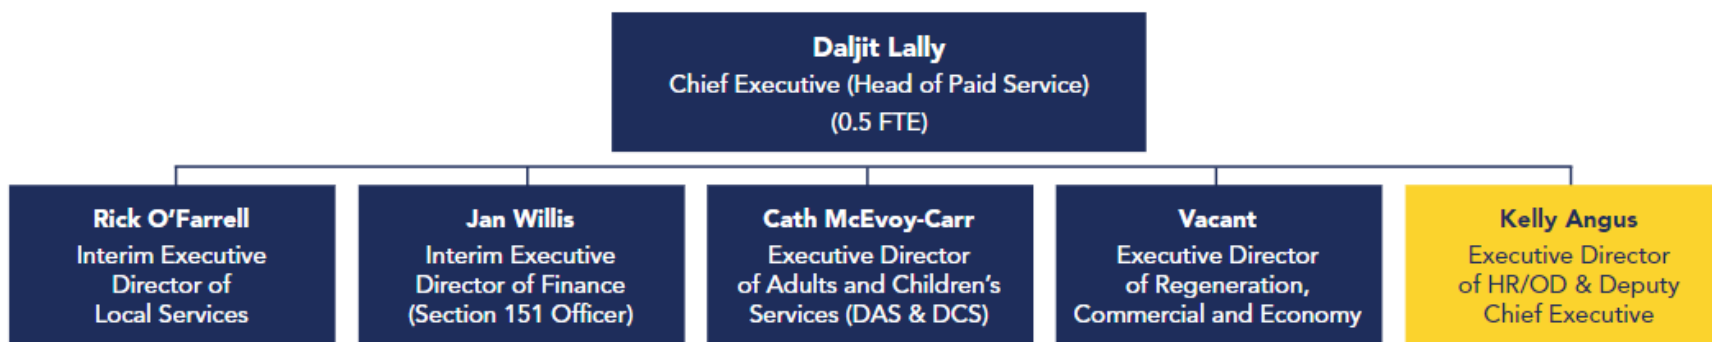 Daljit Lally
Chief Executive (Head of Paid Service)
(0.5 FTE)
Rick O’Farrell
Interim Executive
Director of
Local Services
Jan Willis
Interim Executive
Director of Finance
(Section 151 Officer)
Cath McEvoy-Carr
Executive Director
of Adults and Children’s
Services (DAS & DCS)
Vacant
Executive Director
of Regeneration,
Commercial and Economy
Kelly Angus
Executive Director
of HR/OD & Deputy
Chief Executive